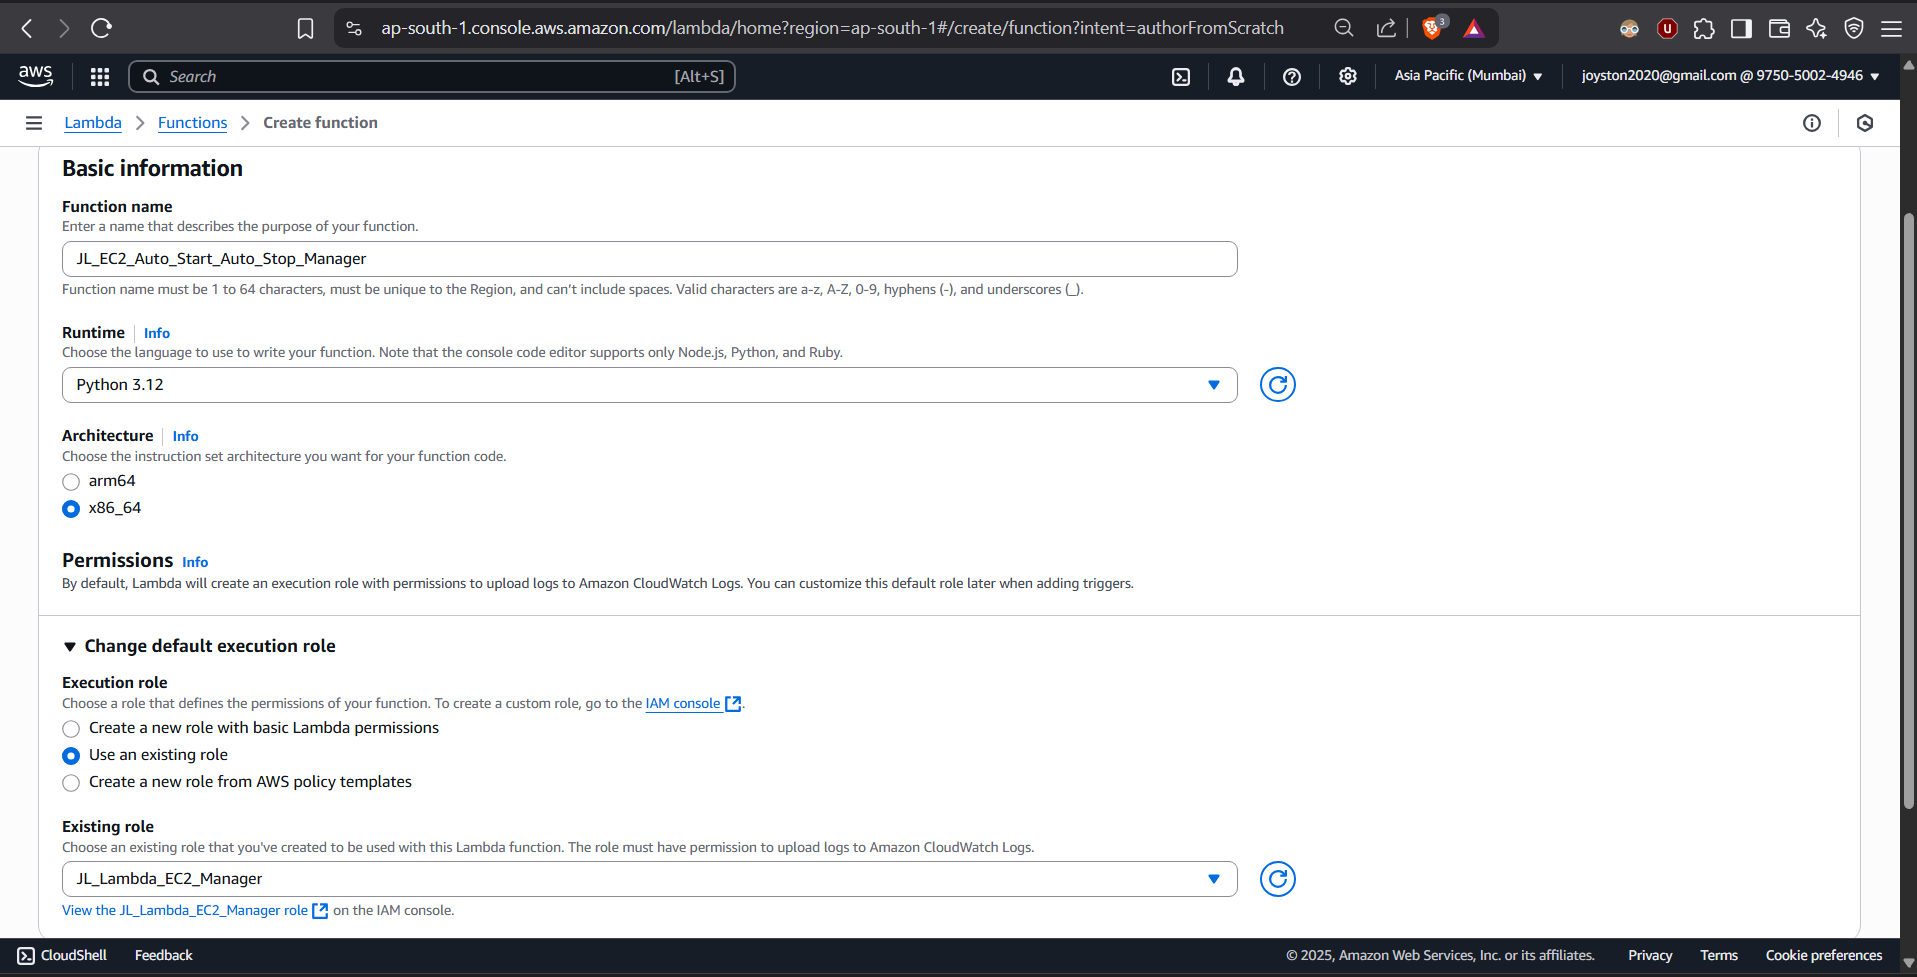 ap-south-1.console.aws.amazon.com/lambda/home?region=ap-south-1#/create/function?intent=authorFromScratch
3
aws
Search [Alt+S]
Asia Pacific (Mumbai)
joyston2020@gmail.com @ 9750-5002-4946
Lambda > Functions > Create function
Basic information
Function name
Enter a name that describes the purpose of your function.
JL_EC2_Auto_Start_Auto_Stop_Manager
Function name must be 1 to 64 characters, must be unique to the Region, and can’t include spaces. Valid characters are a-z, A-Z, 0-9, hyphens (-), and underscores (_).
Runtime Info
Choose the language to use to write your function. Note that the console code editor supports only Node.js, Python, and Ruby.
Python 3.12
Architecture Info
Choose the instruction set architecture you want for your function code.
arm64
x86_64
Permissions Info
By default, Lambda will create an execution role with permissions to upload logs to Amazon CloudWatch Logs. You can customize this default role later when adding triggers.
Change default execution role
Execution role
Choose a role that defines the permissions of your function. To create a custom role, go to the IAM console.
Create a new role with basic Lambda permissions
Use an existing role
Create a new role from AWS policy templates
Existing role
Choose an existing role that you've created to be used with this Lambda function. The role must have permission to upload logs to Amazon CloudWatch Logs.
JL_Lambda_EC2_Manager
View the JL_Lambda_EC2_Manager role on the IAM console.
CloudShell Feedback
© 2025, Amazon Web Services, Inc. or its affiliates. Privacy Terms Cookie preferences